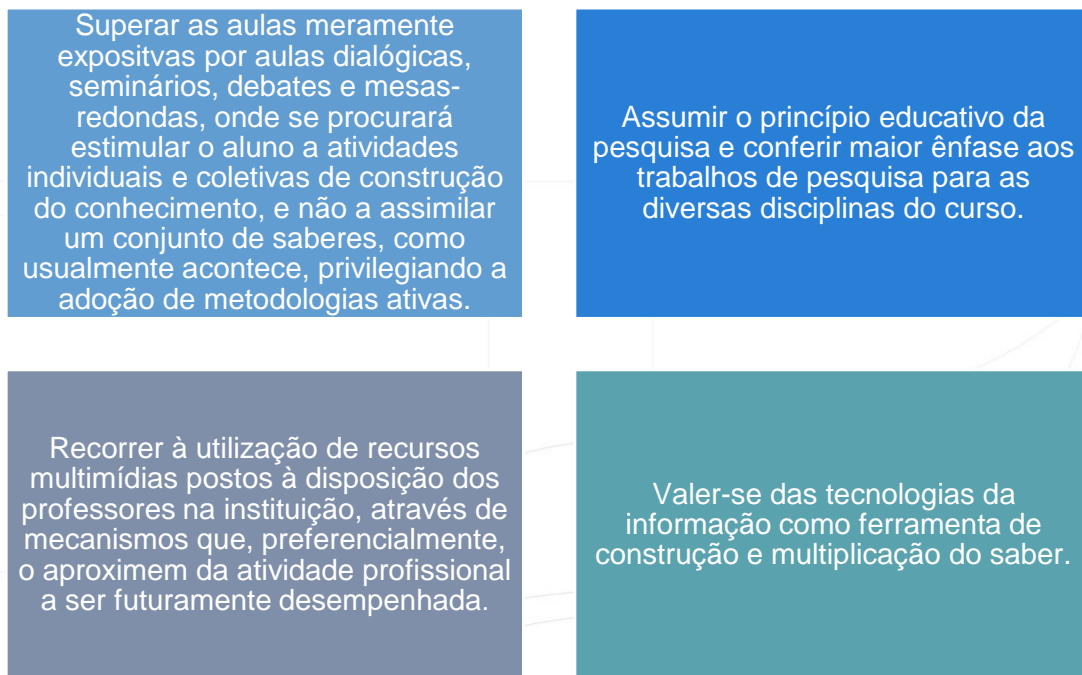 Superar as aulas meramente
expositvas por aulas dialógicas,
seminários, debates e mesas-
redondas, onde se procurará
estimular o aluno a atividades
individuais e coletivas de construção
do conhecimento, e não a assimilar
um conjunto de saberes, como
usualmente acontece, privilegiando a
adoção de metodologias ativas.
Assumir o princípio educativo da
pesquisa e conferir maior ênfase aos
trabalhos de pesquisa para as
diversas disciplinas do curso.
Recorrer à utilização de recursos
multimídias postos à disposição dos
professores na instituição, através de
mecanismos que, preferencialmente,
o aproximem da atividade profissional
a ser futuramente desempenhada.
Valer-se das tecnologias da
informação como ferramenta de
construção e multiplicação do saber.